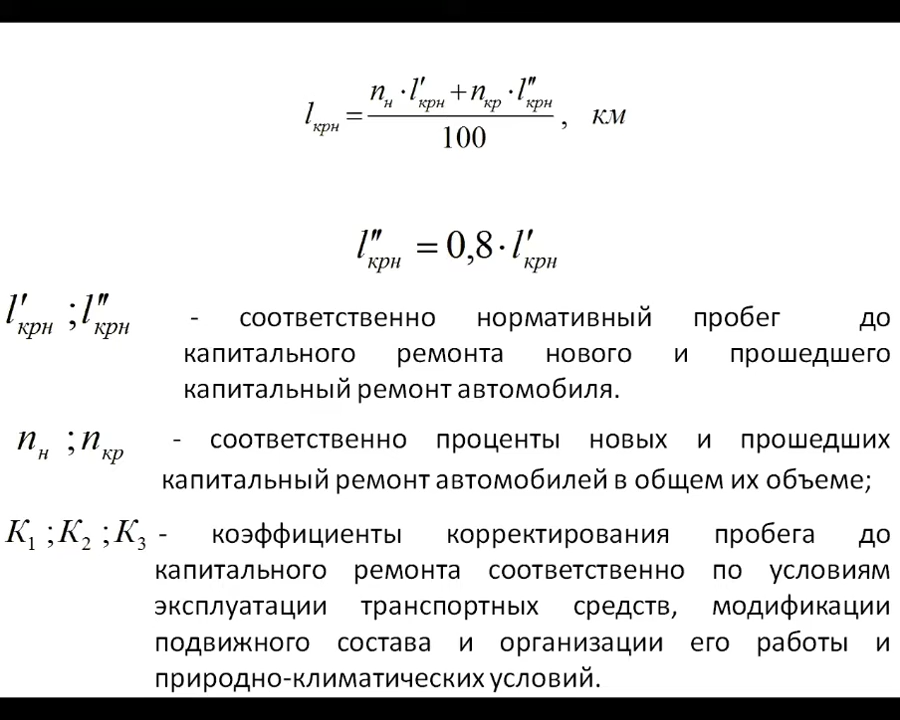 l_крн = (n_н · l′_крн + n_кр · l″_крн) / 100 , км
l″_крн = 0,8 · l′_крн
l′_крн ; l″_крн - соответственно нормативный пробег до
капитального ремонта нового и прошедшего
капитальный ремонт автомобиля.
n_н ; n_кр - соответственно проценты новых и прошедших
капитальный ремонт автомобилей в общем их объеме;
К₁ ; К₂ ; К₃ - коэффициенты корректирования пробега до
капитального ремонта соответственно по условиям
эксплуатации транспортных средств, модификации
подвижного состава и организации его работы и
природно-климатических условий.